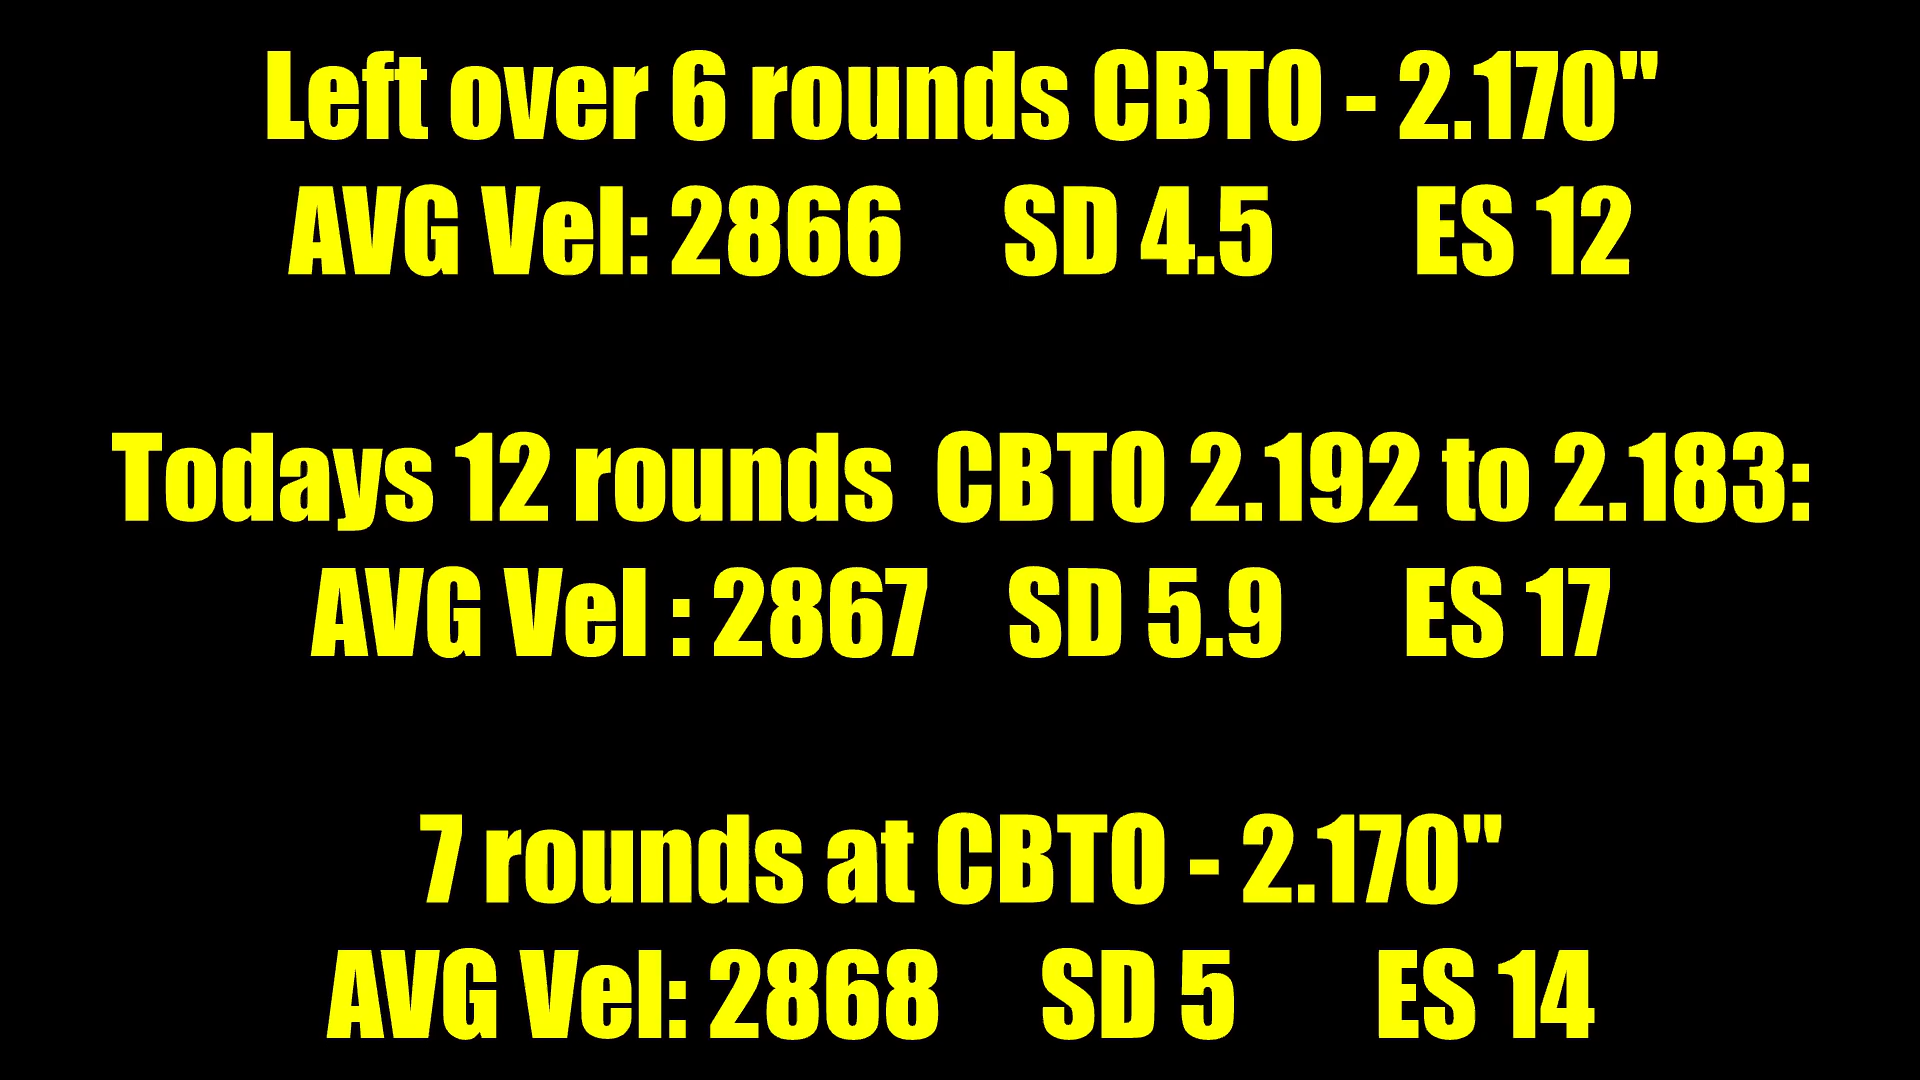 Left over 6 rounds CBTO - 2.170"
AVG Vel: 2866 SD 4.5 ES 12
Todays 12 rounds CBTO 2.192 to 2.183:
AVG Vel : 2867 SD 5.9 ES 17
7 rounds at CBTO - 2.170"
AVG Vel: 2868 SD 5 ES 14